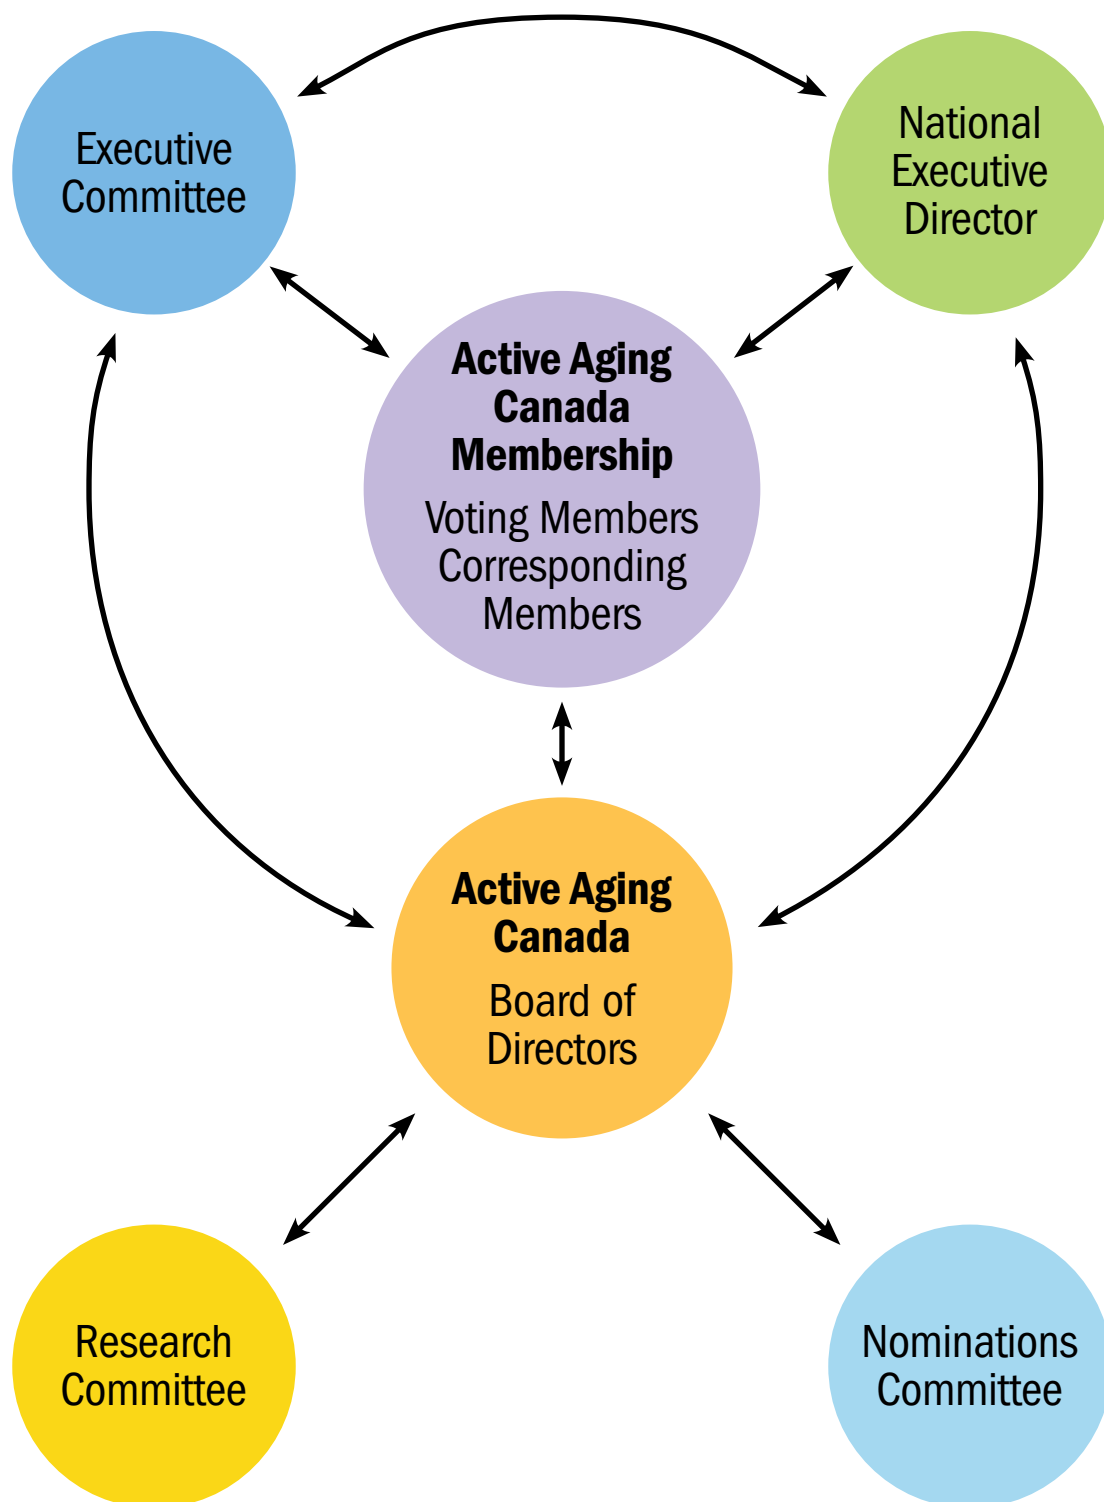 Executive
Committee
National
Executive
Director
Active Aging
Canada
Membership
Voting Members
Corresponding
Members
Active Aging
Canada
Board of
Directors
Research
Committee
Nominations
Committee